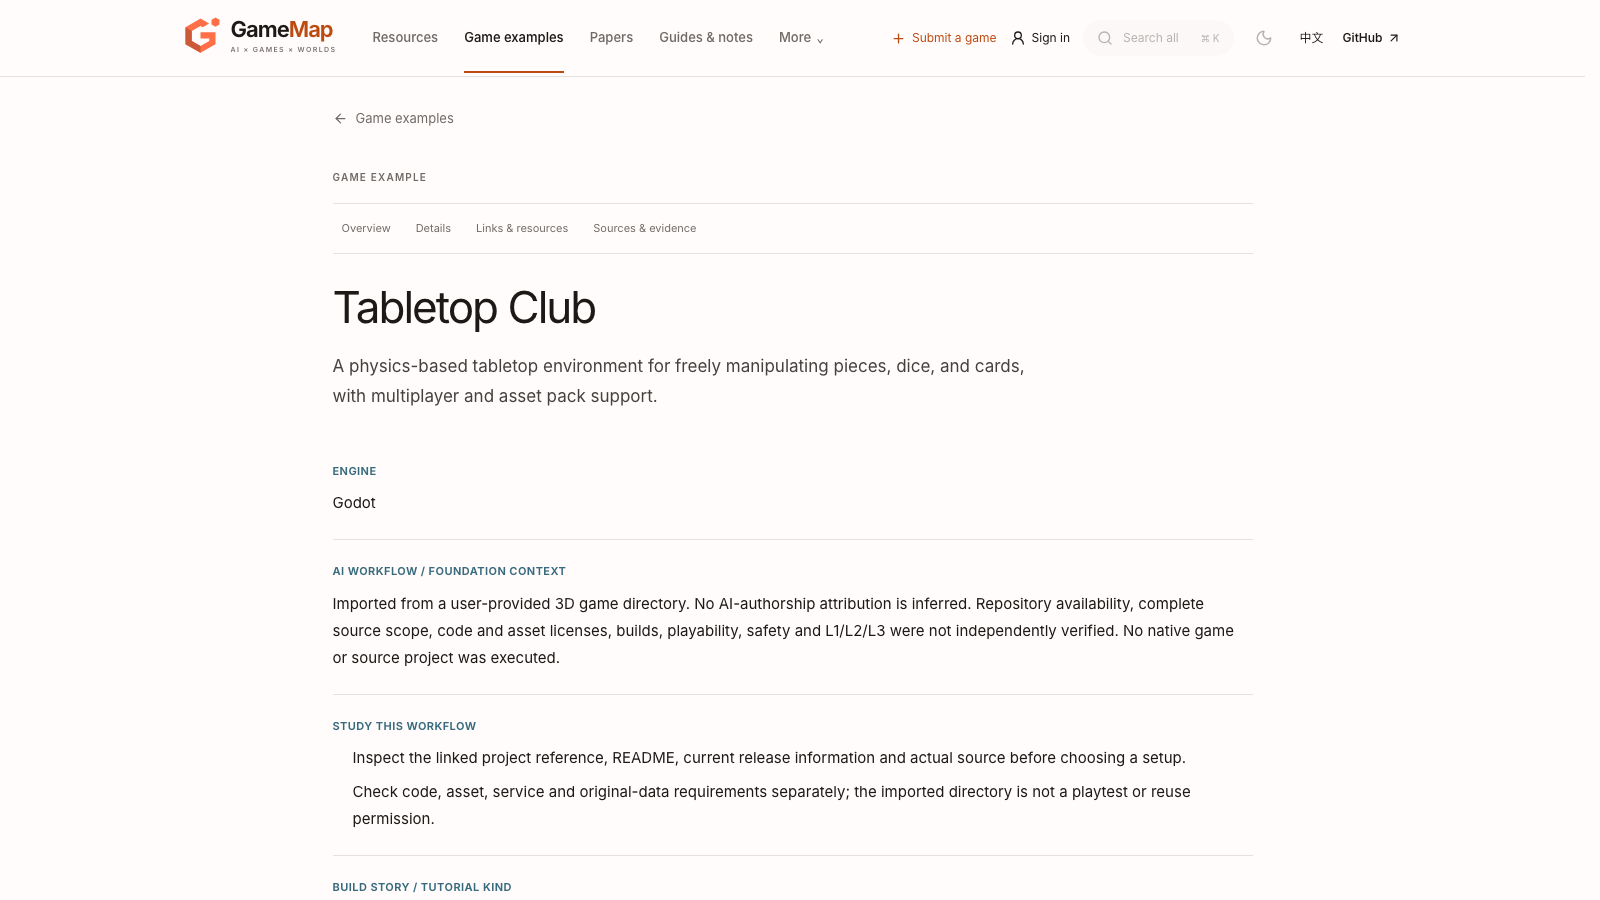 GameMap
AI × GAMES × WORLDS
Resources
Game examples
Papers
Guides & notes
More
Submit a game
Sign in
Search all
⌘ K
中文
GitHub
Game examples
GAME EXAMPLE
Overview
Details
Links & resources
Sources & evidence
Tabletop Club
A physics-based tabletop environment for freely manipulating pieces, dice, and cards,
with multiplayer and asset pack support.
ENGINE
Godot
AI WORKFLOW / FOUNDATION CONTEXT
Imported from a user-provided 3D game directory. No AI-authorship attribution is inferred. Repository availability, complete
source scope, code and asset licenses, builds, playability, safety and L1/L2/L3 were not independently verified. No native game
or source project was executed.
STUDY THIS WORKFLOW
Inspect the linked project reference, README, current release information and actual source before choosing a setup.
Check code, asset, service and original-data requirements separately; the imported directory is not a playtest or reuse
permission.
BUILD STORY / TUTORIAL KIND